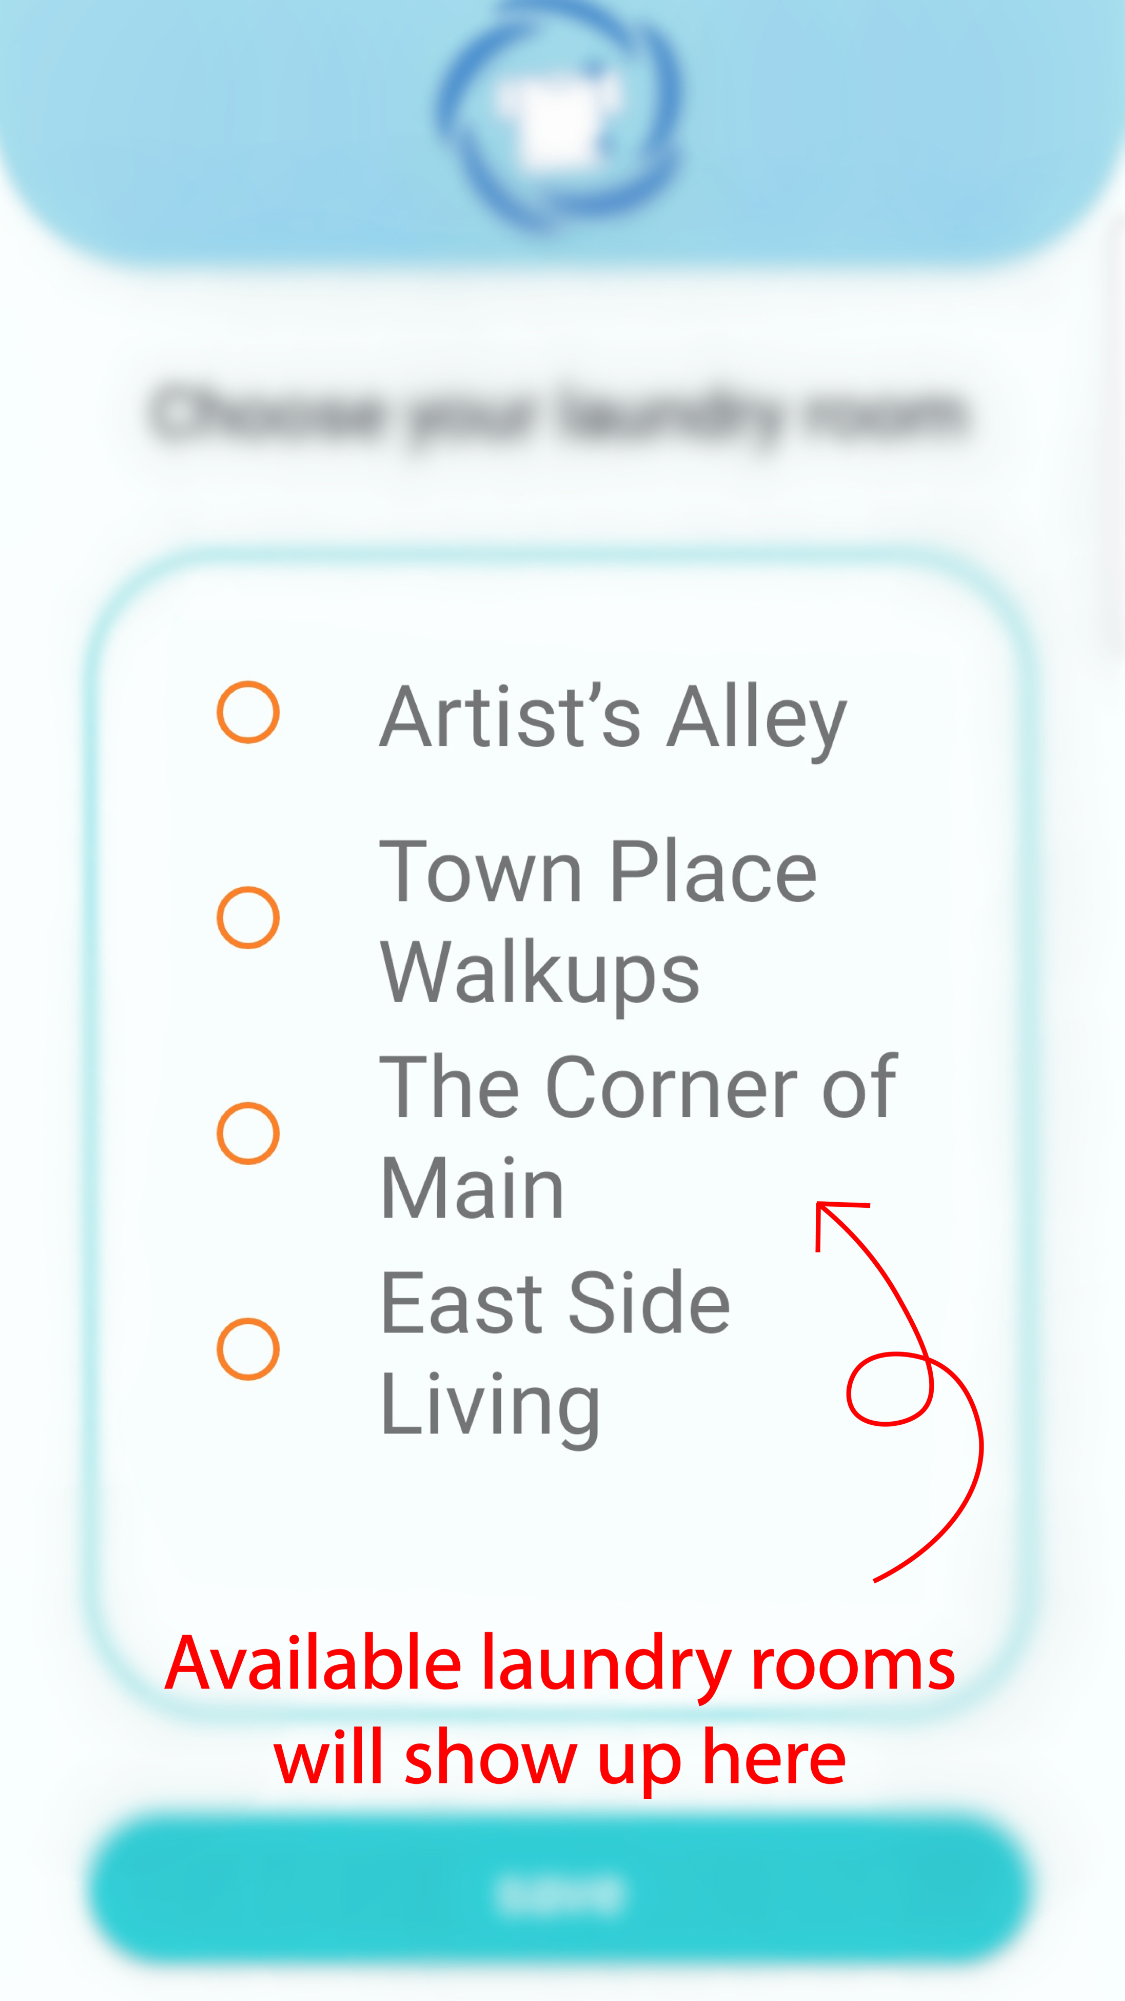 Choose your laundry room
Artist’s Alley
Town Place
Walkups
The Corner of
Main
East Side
Living
Available laundry rooms
will show up here
save